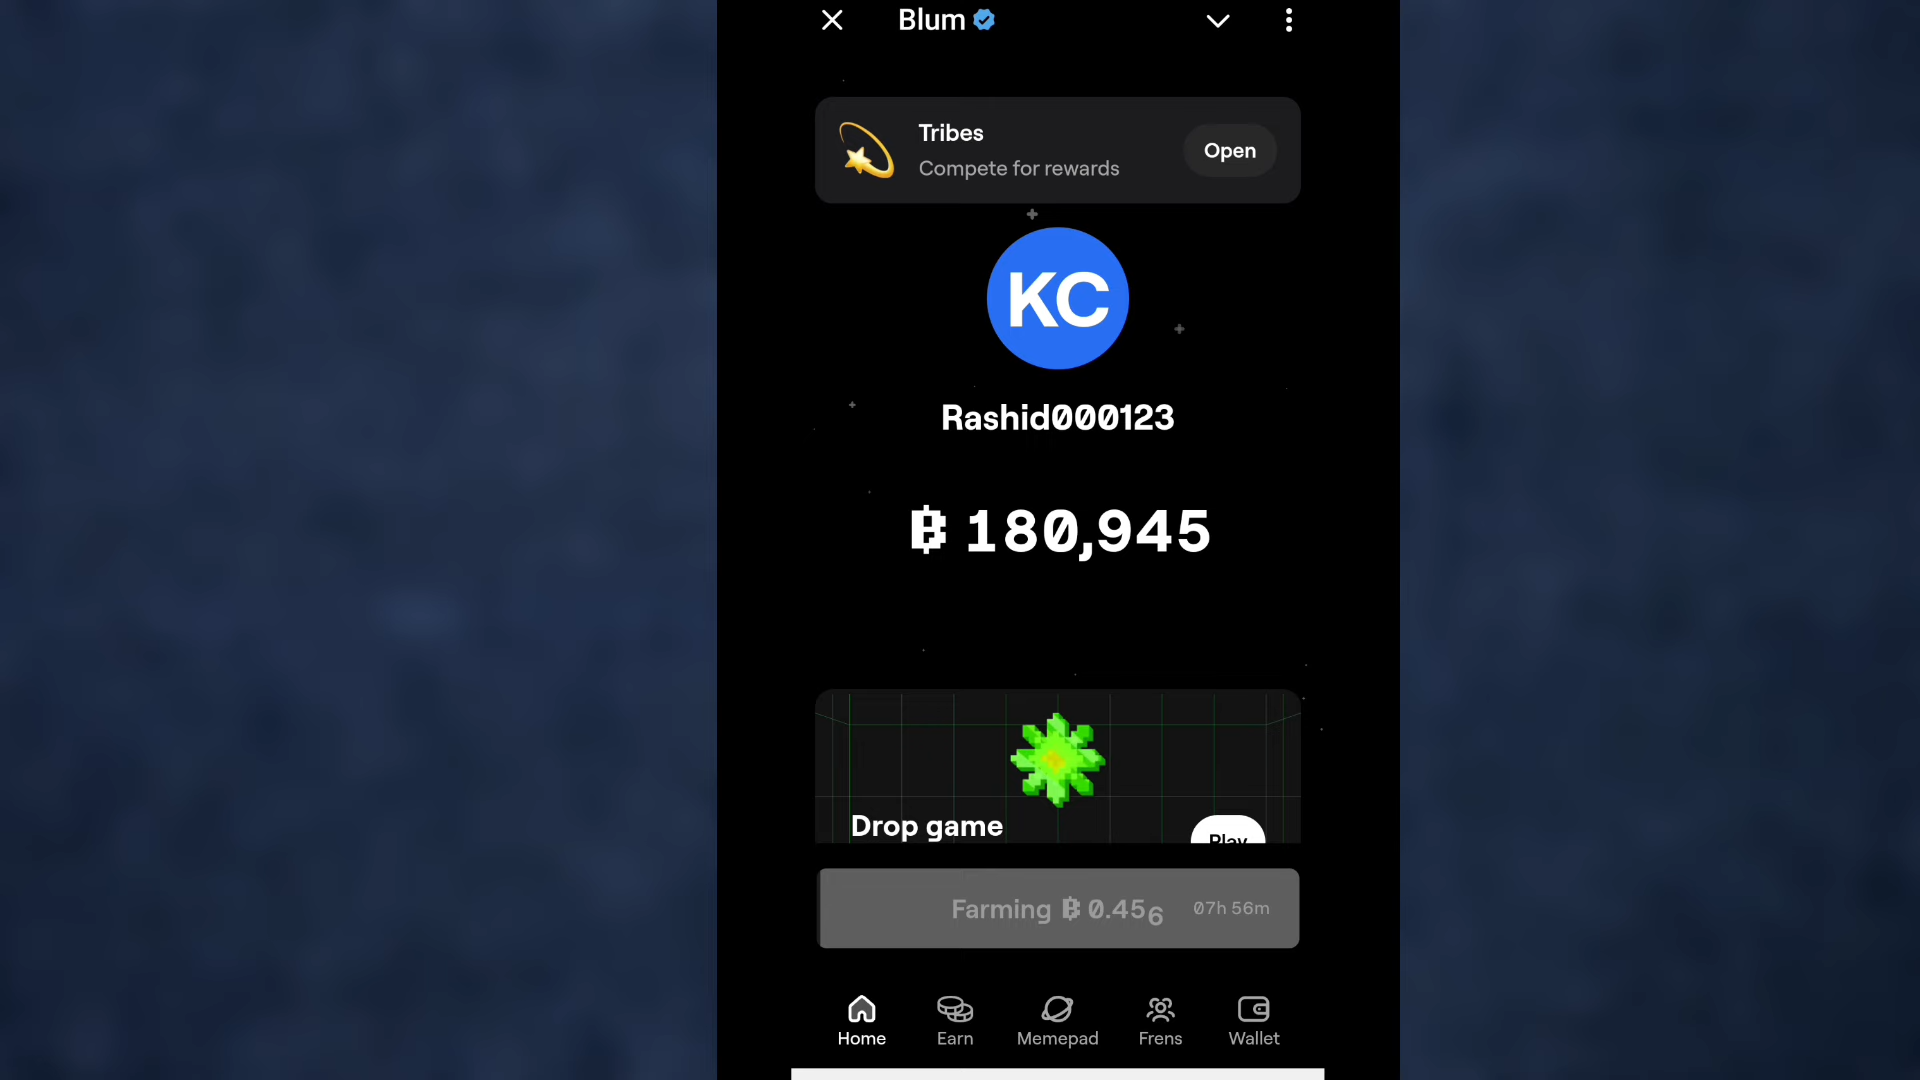 Blum
Tribes
Compete for rewards
Open
KC
Rashid000123
180,945
Drop game
Play
Farming 0.456
07h 56m
Home
Earn
Memepad
Frens
Wallet